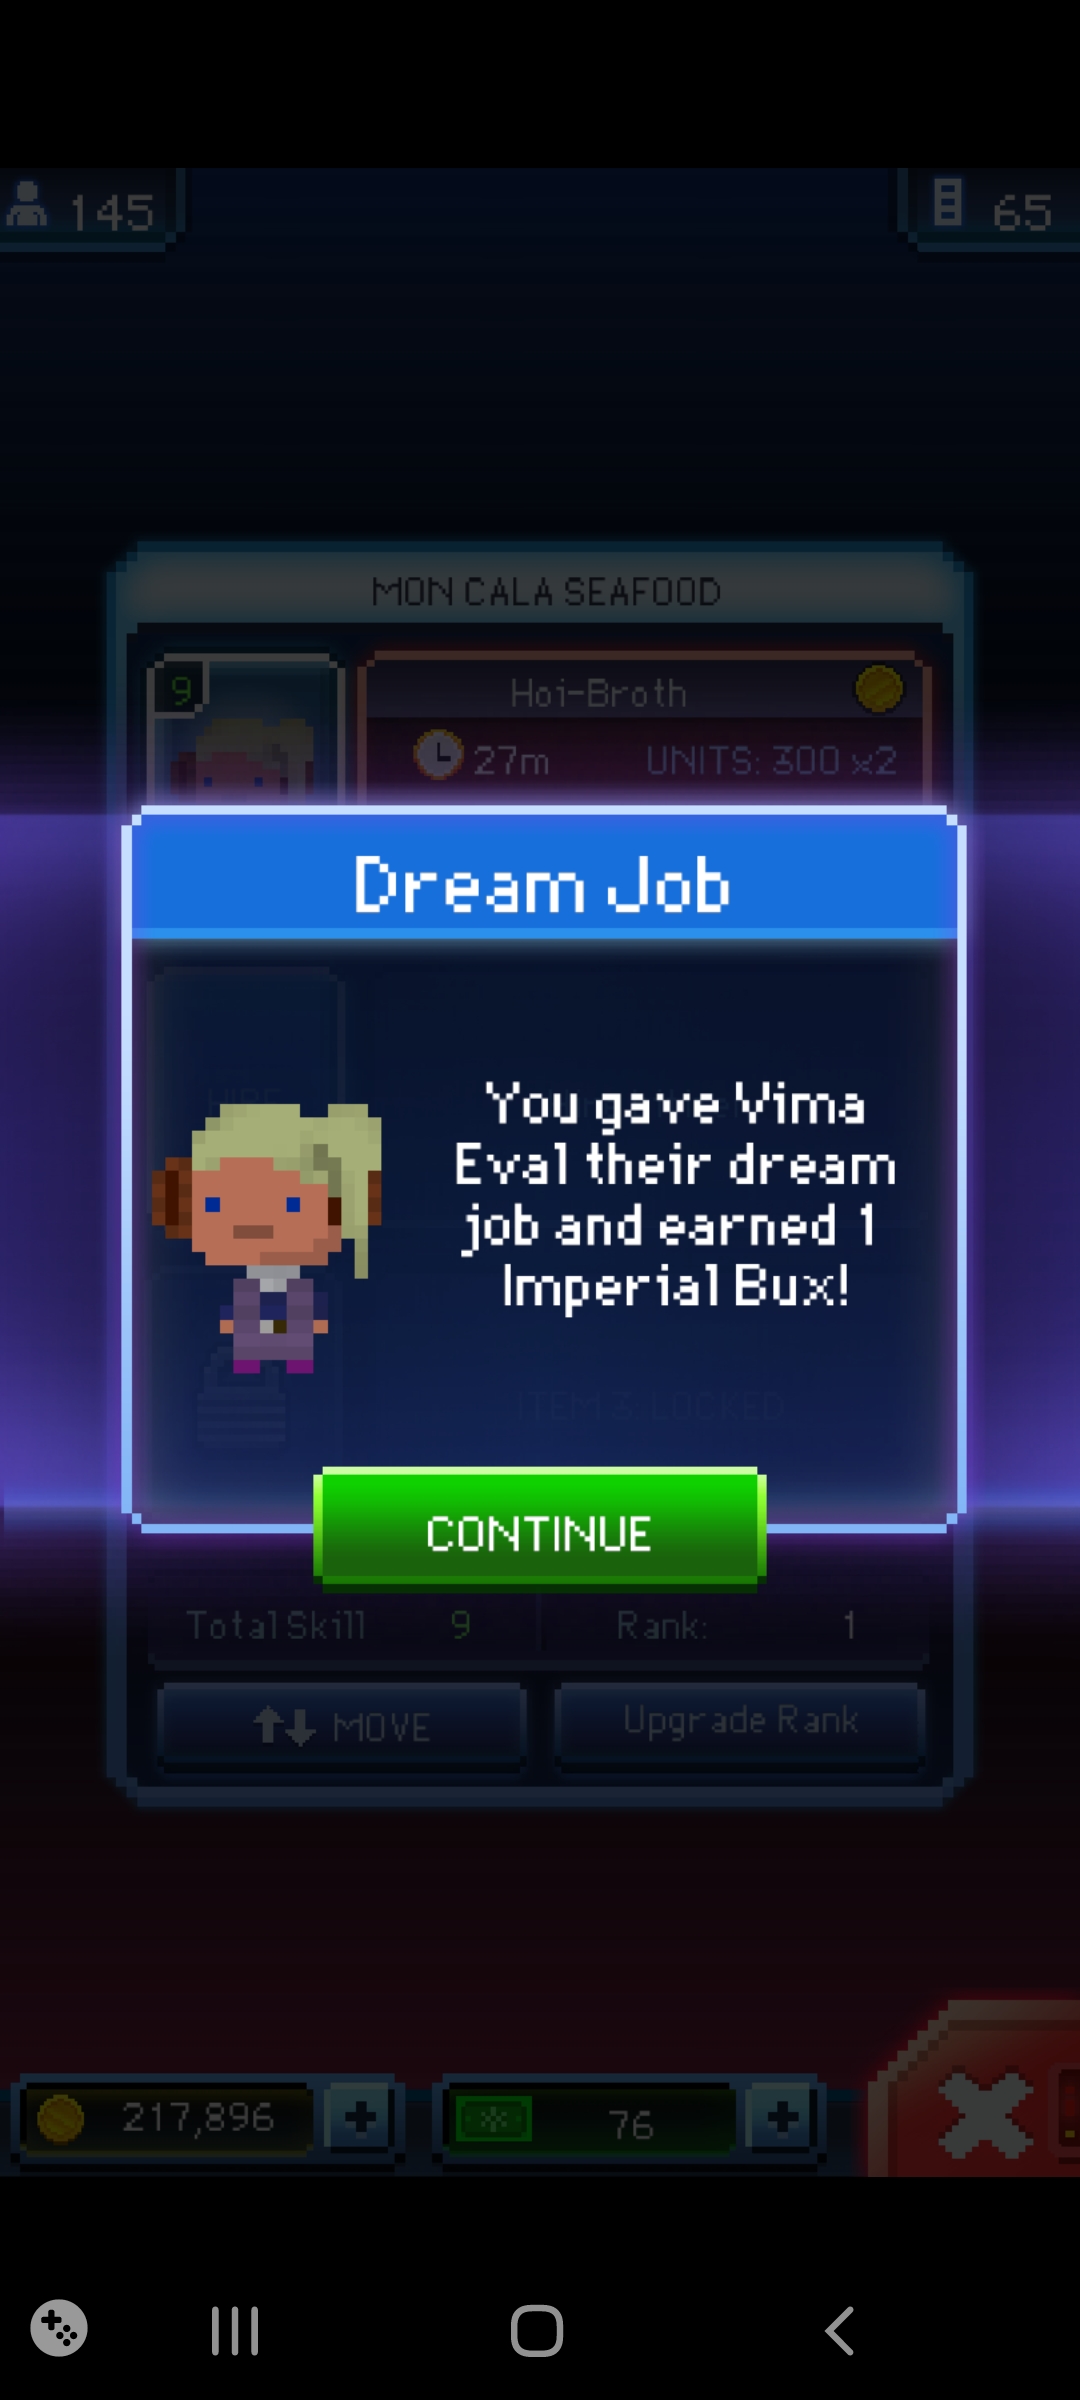 145
65
MON CALA SEAFOOD
9
Hoi-Broth
27m UNITS: 300 x2
Dream Job
HIRE
You gave Vima
Eval their dream
job and earned 1
Imperial Bux!
ITEM 3 LOCKED
CONTINUE
Total Skill 9 Rank: 1
MOVE
Upgrade Rank
217,896
76